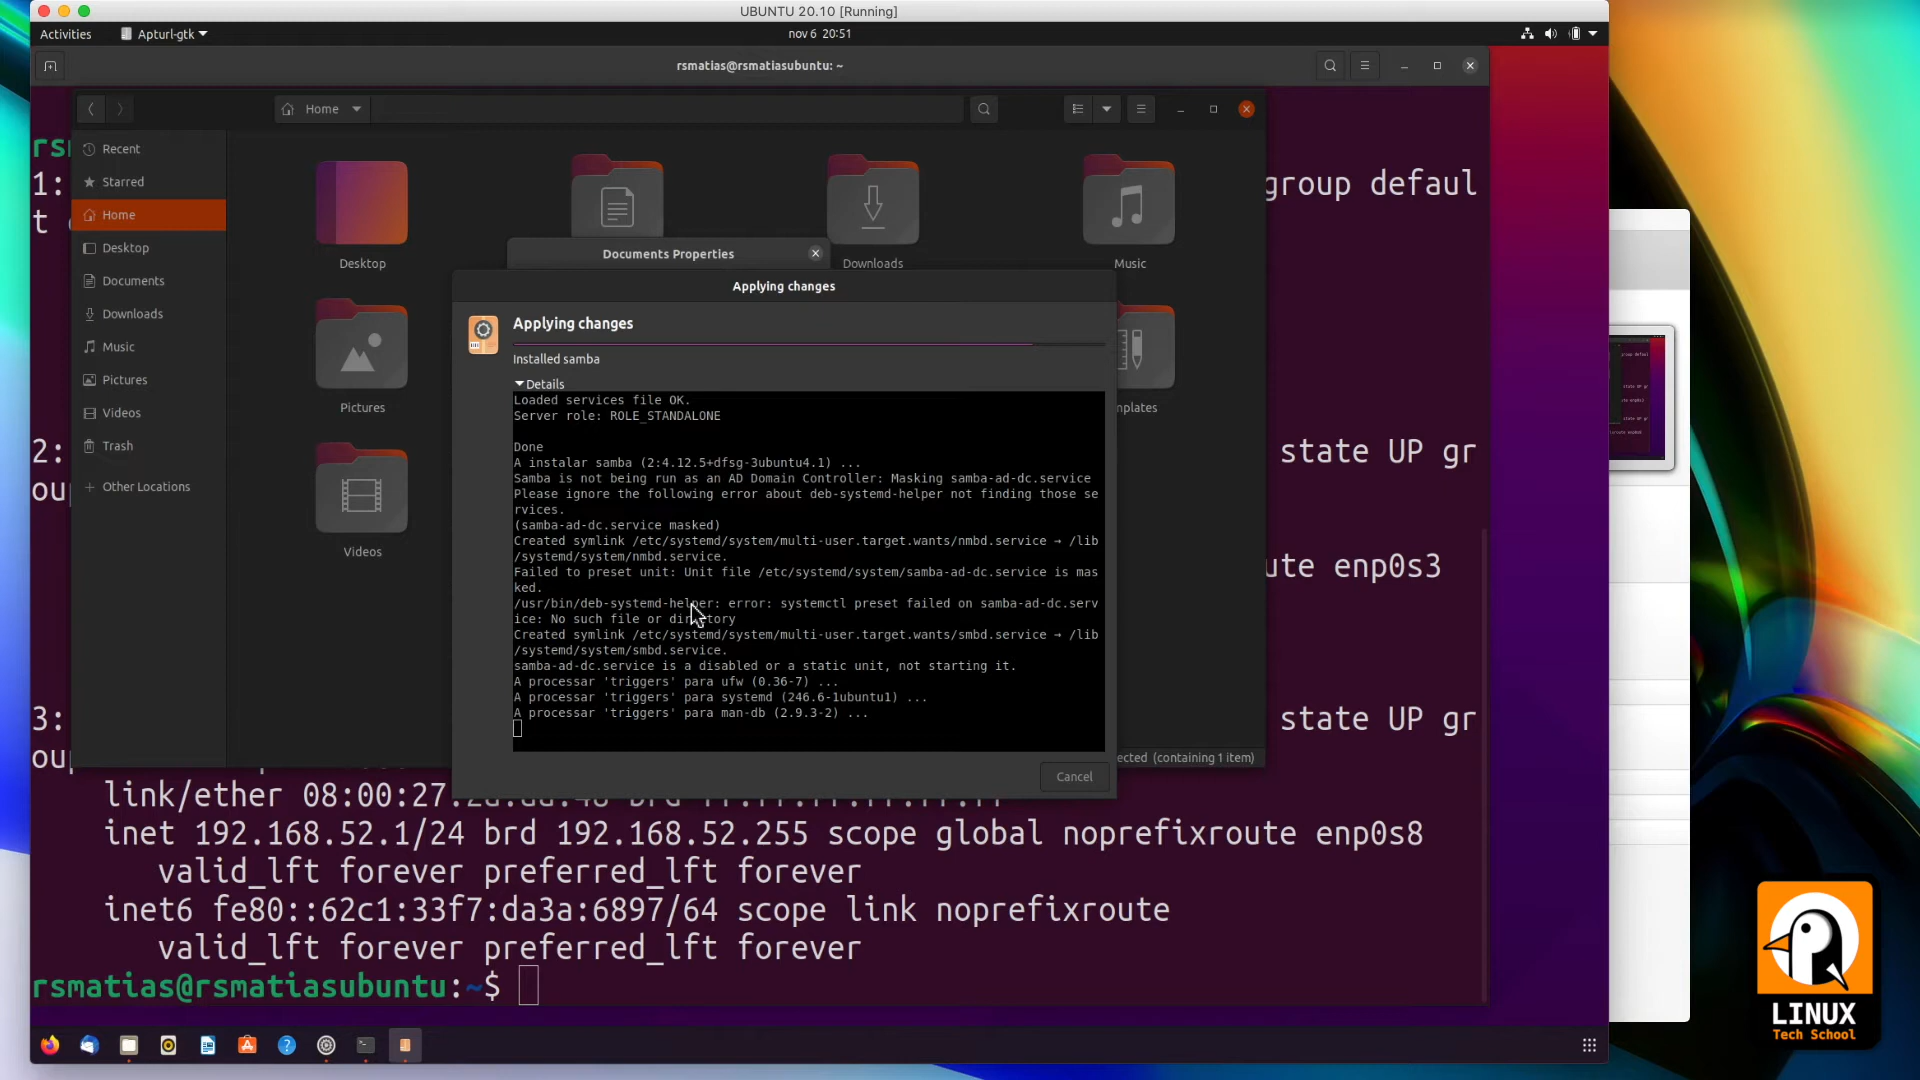 UBUNTU 20.10 [Running]
Activities
Apturl-gtk
nov 6 20:51
rsmatias@rsmatiasubuntu: ~
Home
Recent
Starred
Home
Desktop
Documents
Downloads
Music
Pictures
Videos
Trash
Other Locations
Desktop
Downloads
Music
Pictures
Videos
Documents Properties
Applying changes
Applying changes
Installed samba
Details
Loaded services file OK.
Server role: ROLE_STANDALONE
Done
A instalar samba (2:4.12.5+dfsg-3ubuntu4.1) ...
Samba is not being run as an AD Domain Controller: Masking samba-ad-dc.service
Please ignore the following error about deb-systemd-helper not finding those se
rvices.
(samba-ad-dc.service masked)
Created symlink /etc/systemd/system/multi-user.target.wants/nmbd.service → /lib
/systemd/system/nmbd.service.
Failed to preset unit: Unit file /etc/systemd/system/samba-ad-dc.service is mas
ked.
/usr/bin/deb-systemd-helper: error: systemctl preset failed on samba-ad-dc.serv
ice: No such file or directory
Created symlink /etc/systemd/system/multi-user.target.wants/smbd.service → /lib
/systemd/system/smbd.service.
samba-ad-dc.service is a disabled or a static unit, not starting it.
A processar 'triggers' para ufw (0.36-7) ...
A processar 'triggers' para systemd (246.6-1ubuntu1) ...
A processar 'triggers' para man-db (2.9.3-2) ...
Cancel
(containing 1 item)
rs
1: group defaul
t
2: state UP gr
oup
enp0s3
3: state UP gr
oup
link/ether 08:00:27:
inet 192.168.52.1/24 brd 192.168.52.255 scope global noprefixroute enp0s8
valid_lft forever preferred_lft forever
inet6 fe80::62c1:33f7:da3a:6897/64 scope link noprefixroute
valid_lft forever preferred_lft forever
rsmatias@rsmatiasubuntu:~$
LINUX
Tech School